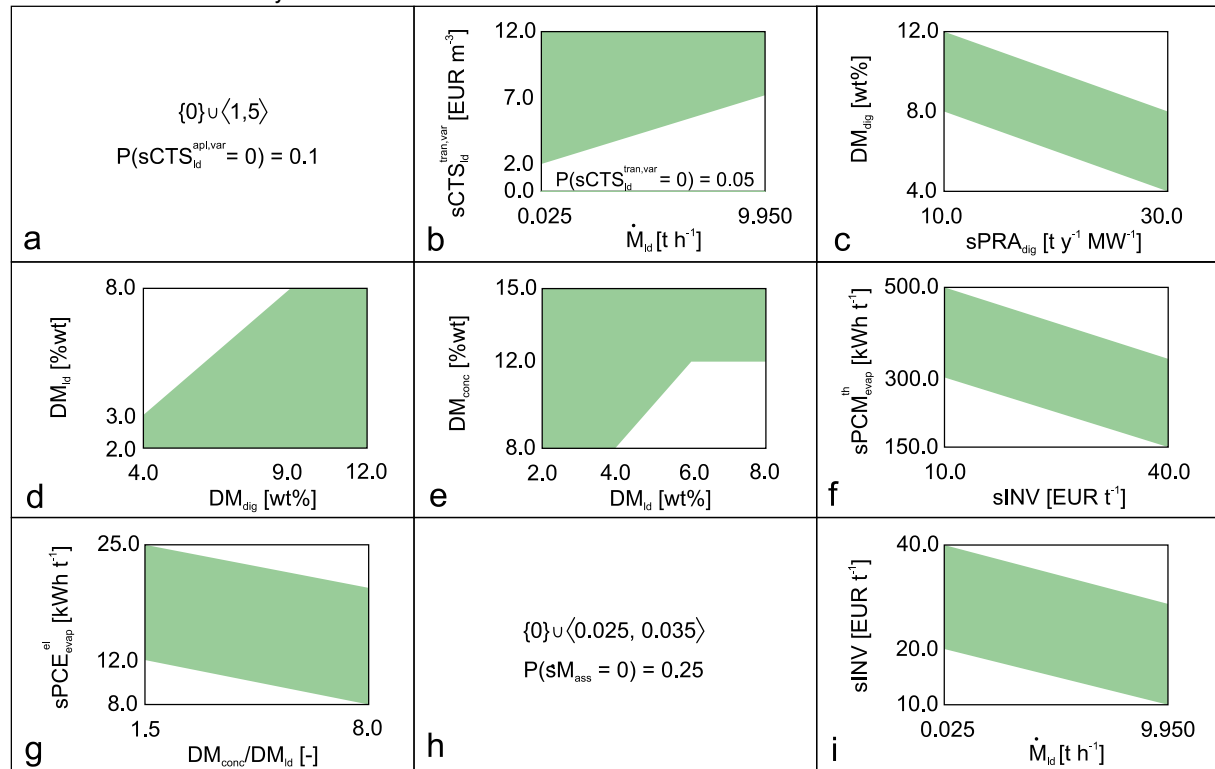 {0}∪⟨1,5⟩
P(sCTS_ld^apl,var = 0) = 0.1
a
sCTS_ld^tran,var [EUR m⁻³]
12.0
7.0
2.0
0.0
P(sCTS_ld^tran,var = 0) = 0.05
0.025
9.950
Ṁ_ld [t h⁻¹]
b
DM_dig [wt%]
12.0
8.0
4.0
10.0
30.0
sPRA_dig [t y⁻¹ MW⁻¹]
c
DM_ld [%wt]
8.0
3.0
2.0
4.0
9.0
12.0
DM_dig [wt%]
d
DM_conc [%wt]
15.0
12.0
8.0
2.0
4.0
6.0
8.0
DM_ld [wt%]
e
sPCM_evap^th [kWh t⁻¹]
500.0
300.0
150.0
10.0
40.0
sINV [EUR t⁻¹]
f
sPCE_evap^el [kWh t⁻¹]
25.0
12.0
8.0
1.5
8.0
DM_conc/DM_ld [-]
g
{0}∪⟨0.025, 0.035⟩
P(sM_ass = 0) = 0.25
h
sINV [EUR t⁻¹]
40.0
20.0
10.0
0.025
9.950
Ṁ_ld [t h⁻¹]
i